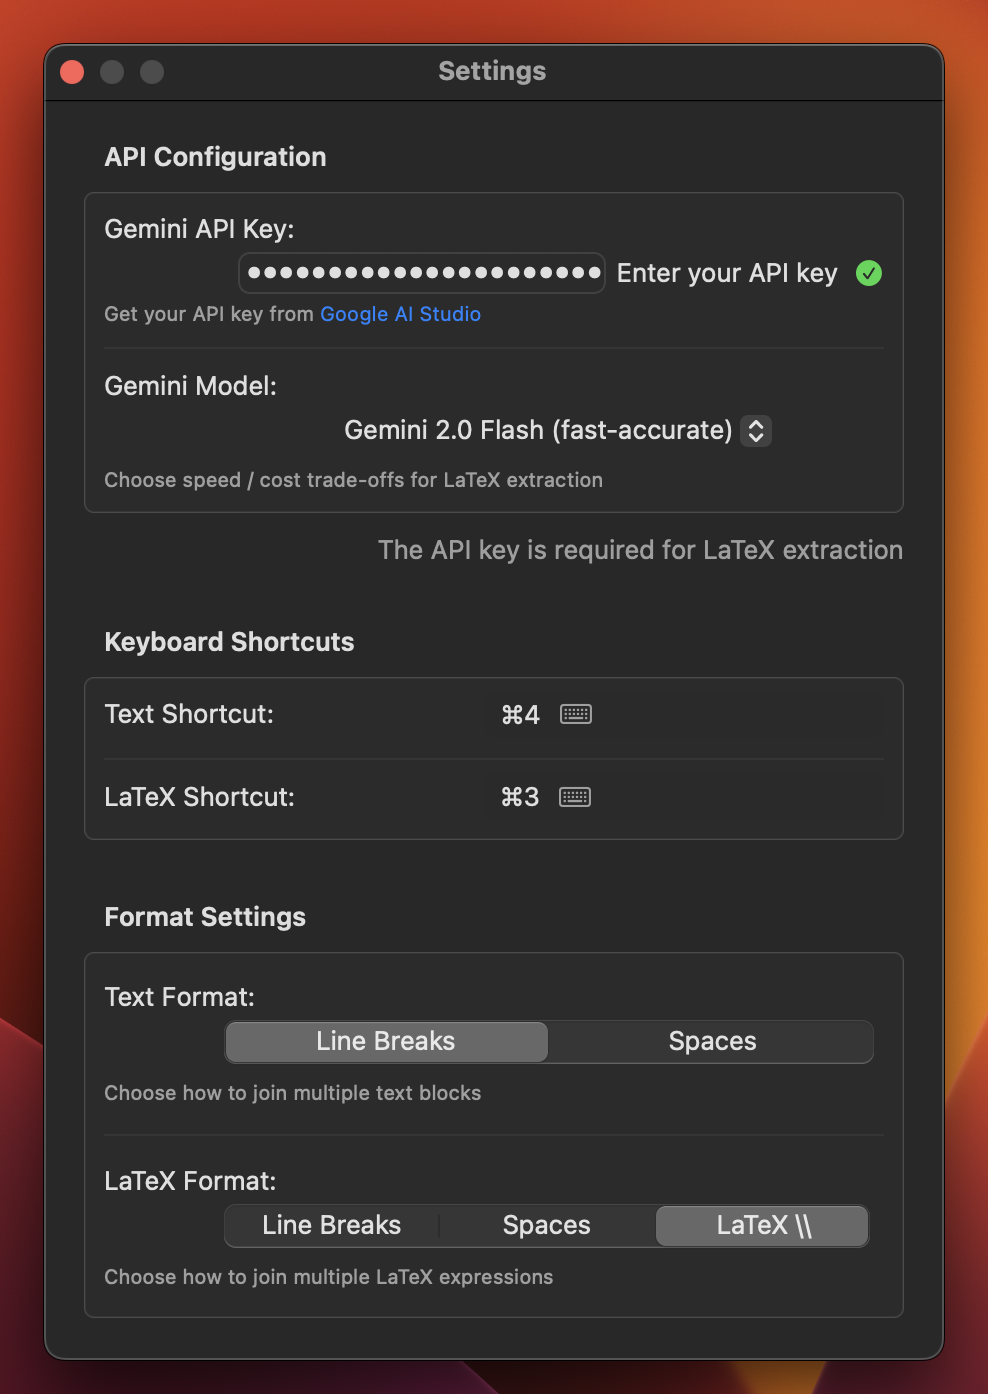 Settings
API Configuration
Gemini API Key:
●●●●●●●●●●●●●●●●●●●●●● Enter your API key
Get your API key from Google AI Studio
Gemini Model:
Gemini 2.0 Flash (fast-accurate)
Choose speed / cost trade-offs for LaTeX extraction
The API key is required for LaTeX extraction
Keyboard Shortcuts
Text Shortcut: ⌘4
LaTeX Shortcut: ⌘3
Format Settings
Text Format:
Line Breaks Spaces
Choose how to join multiple text blocks
LaTeX Format:
Line Breaks Spaces LaTeX \\
Choose how to join multiple LaTeX expressions